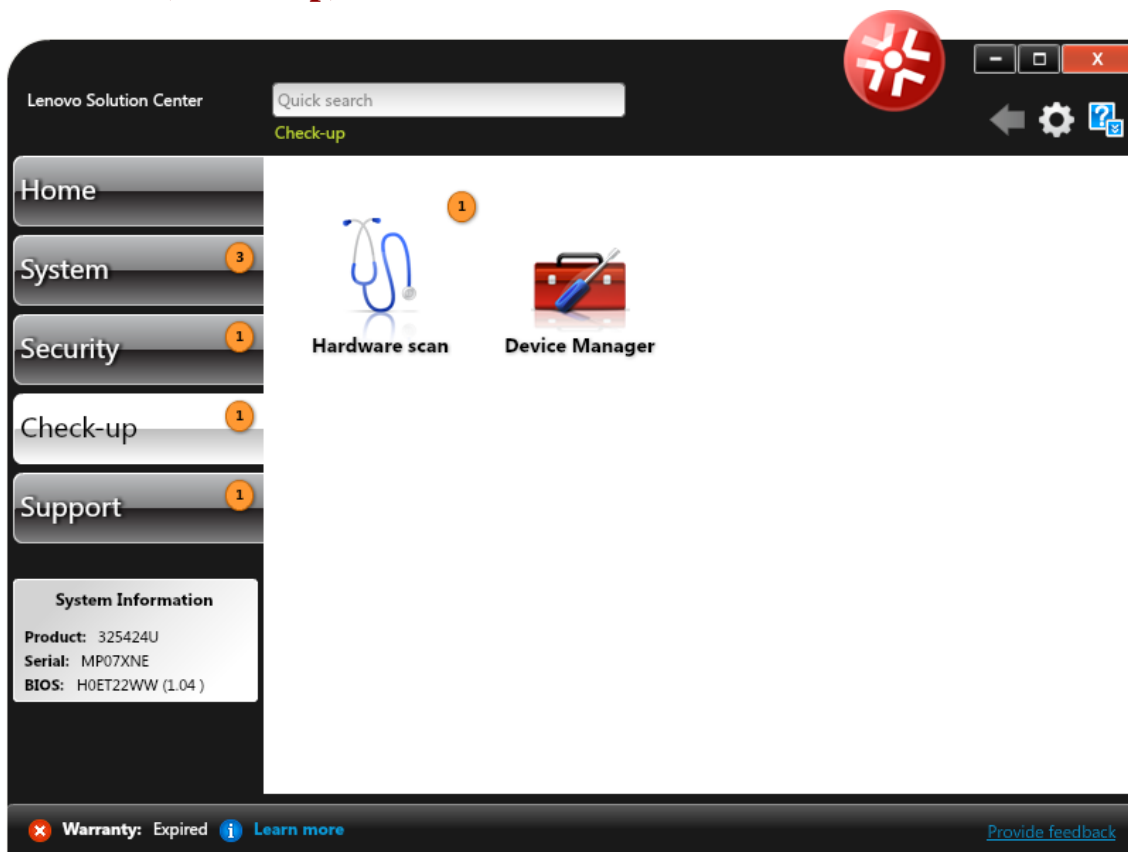 X
Lenovo Solution Center
Quick search
Check-up
Home
System 3
Security 1
Check-up 1
Support 1
1
Hardware scan
Device Manager
System Information
Product: 325424U
Serial: MP07XNE
BIOS: H0ET22WW (1.04 )
Warranty: Expired i Learn more
Provide feedback